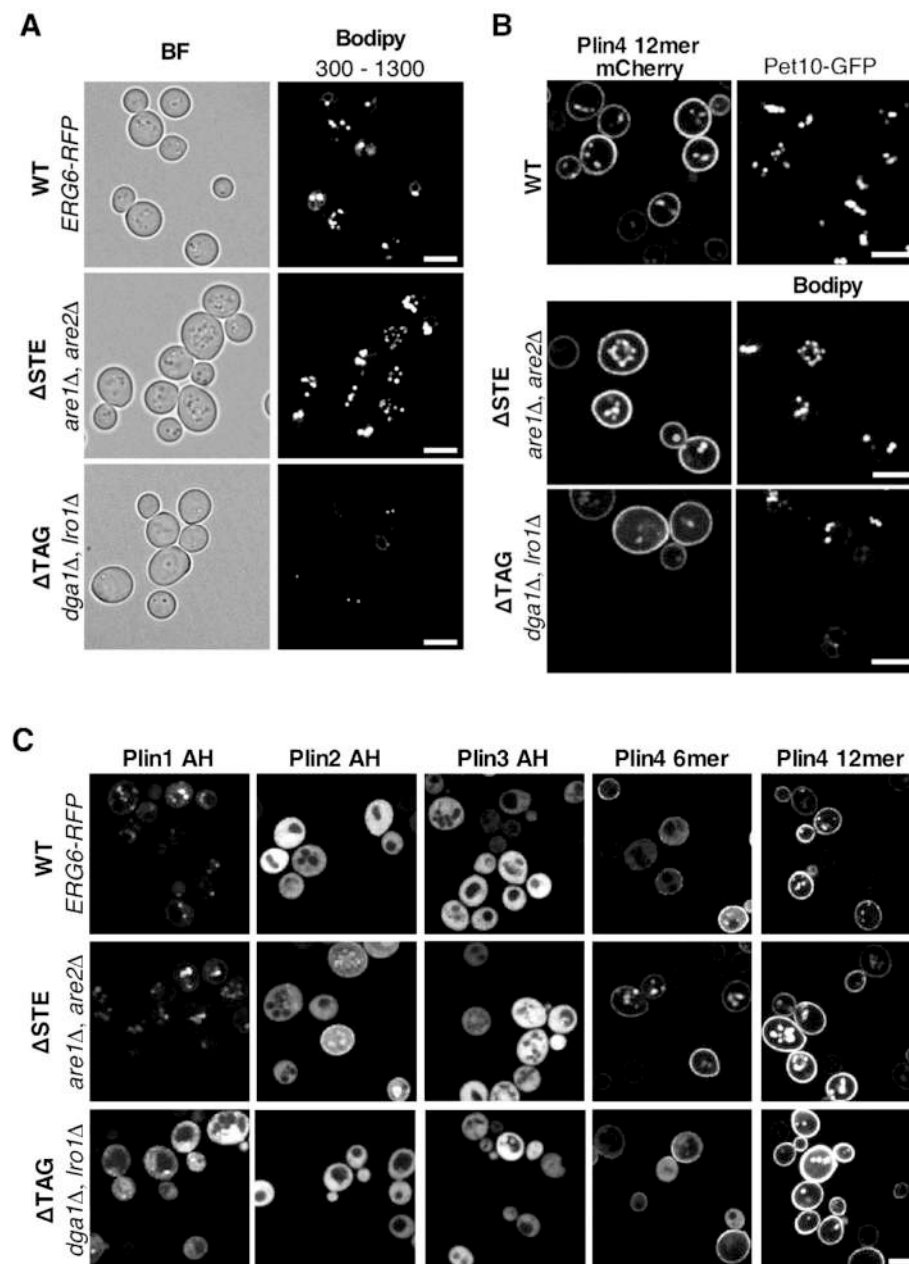 A
BF
Bodipy
300 - 1300
WT
ERG6-RFP
ΔSTE
are1Δ, are2Δ
ΔTAG
dga1Δ, lro1Δ
B
Plin4 12mer
mCherry
Pet10-GFP
WT
Bodipy
ΔSTE
are1Δ, are2Δ
ΔTAG
dga1Δ, lro1Δ
C
Plin1 AH
Plin2 AH
Plin3 AH
Plin4 6mer
Plin4 12mer
WT
ERG6-RFP
ΔSTE
are1Δ, are2Δ
ΔTAG
dga1Δ, lro1Δ